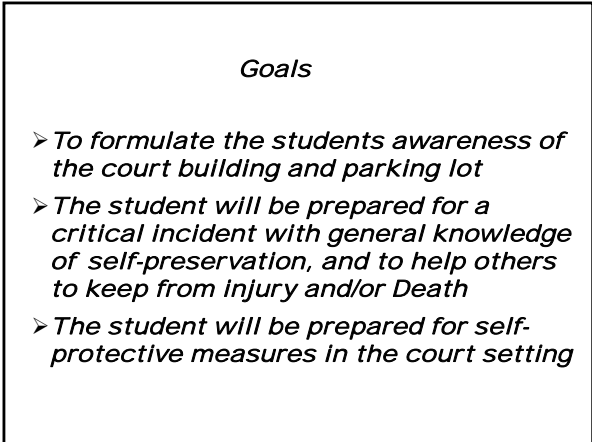 Goals
➢ To formulate the students awareness of
the court building and parking lot
➢ The student will be prepared for a
critical incident with general knowledge
of self-preservation, and to help others
to keep from injury and/or Death
➢ The student will be prepared for self-
protective measures in the court setting